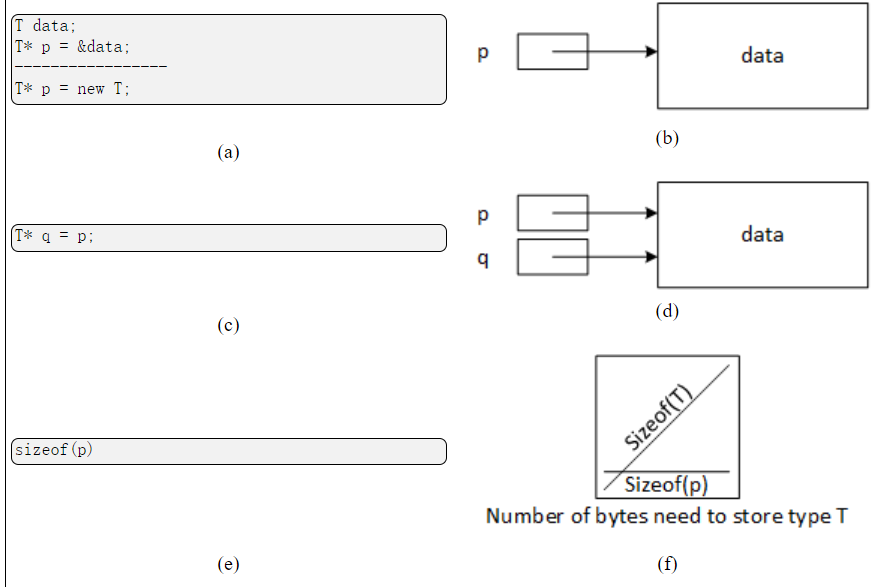 T data;
T* p = &data;
-----------------
T* p = new T;
(a)
p
data
(b)
T* q = p;
(c)
p
q
data
(d)
sizeof(p)
(e)
Sizeof(T)
Sizeof(p)
Number of bytes need to store type T
(f)